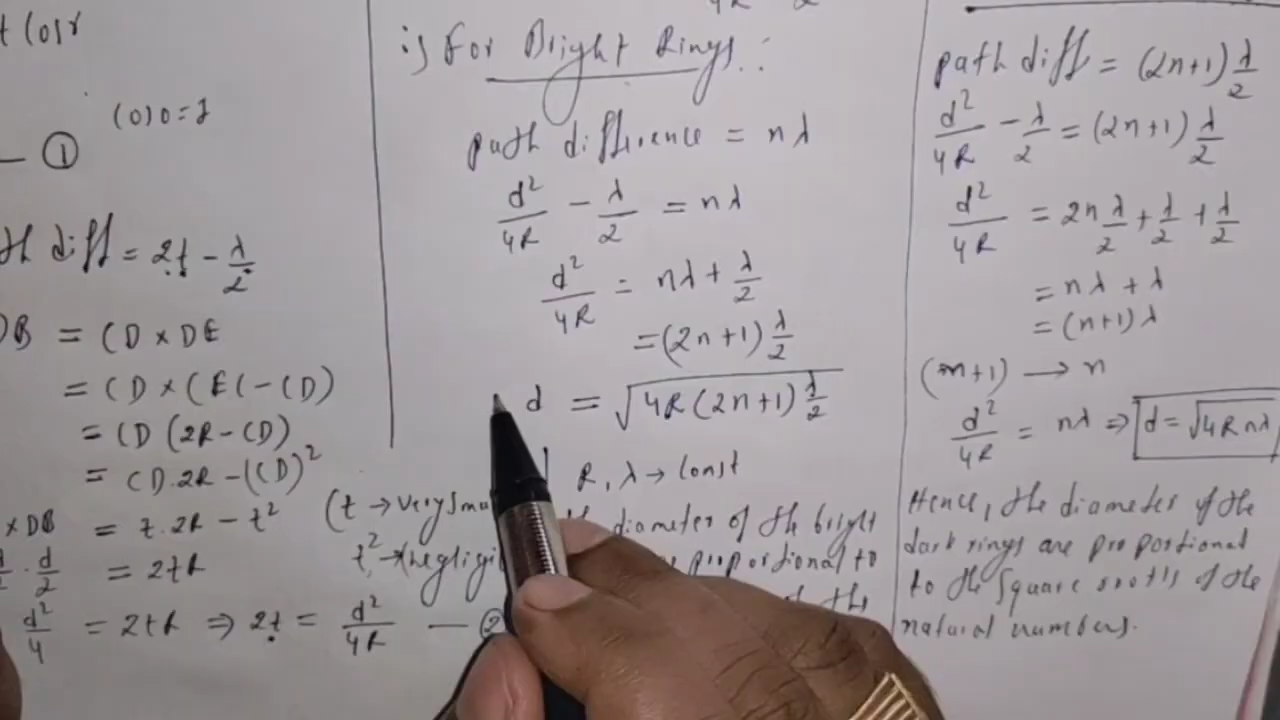 (0)0=1
— ①
diff = 2t - λ/2
= CD × DE
= CD × (EC - CD)
= CD (2R - CD)
= CD.2R - (CD)²
= t.2R - t² (t → very
. d/2 = 2tR t² →
d²/4 = 2tR ⇒ 2t = d²/4R — ②
i) For Bright Rings :
path difference = nλ
d²/4R - λ/2 = nλ
d²/4R = nλ + λ/2
= (2n+1) λ/2
d = √4R(2n+1) λ/2
R, λ → const
diameter of the bright
proportional to
the
path diff = (2n+1) λ/2
d²/4R - λ/2 = (2n+1) λ/2
d²/4R = 2n λ/2 + λ/2 + λ/2
= nλ + λ
= (n+1) λ
(n+1) → n
d²/4R = nλ ⇒ d = √4Rnλ
Hence, the diameter of the
dark rings are proportional
to the square roots of the
natural numbers.